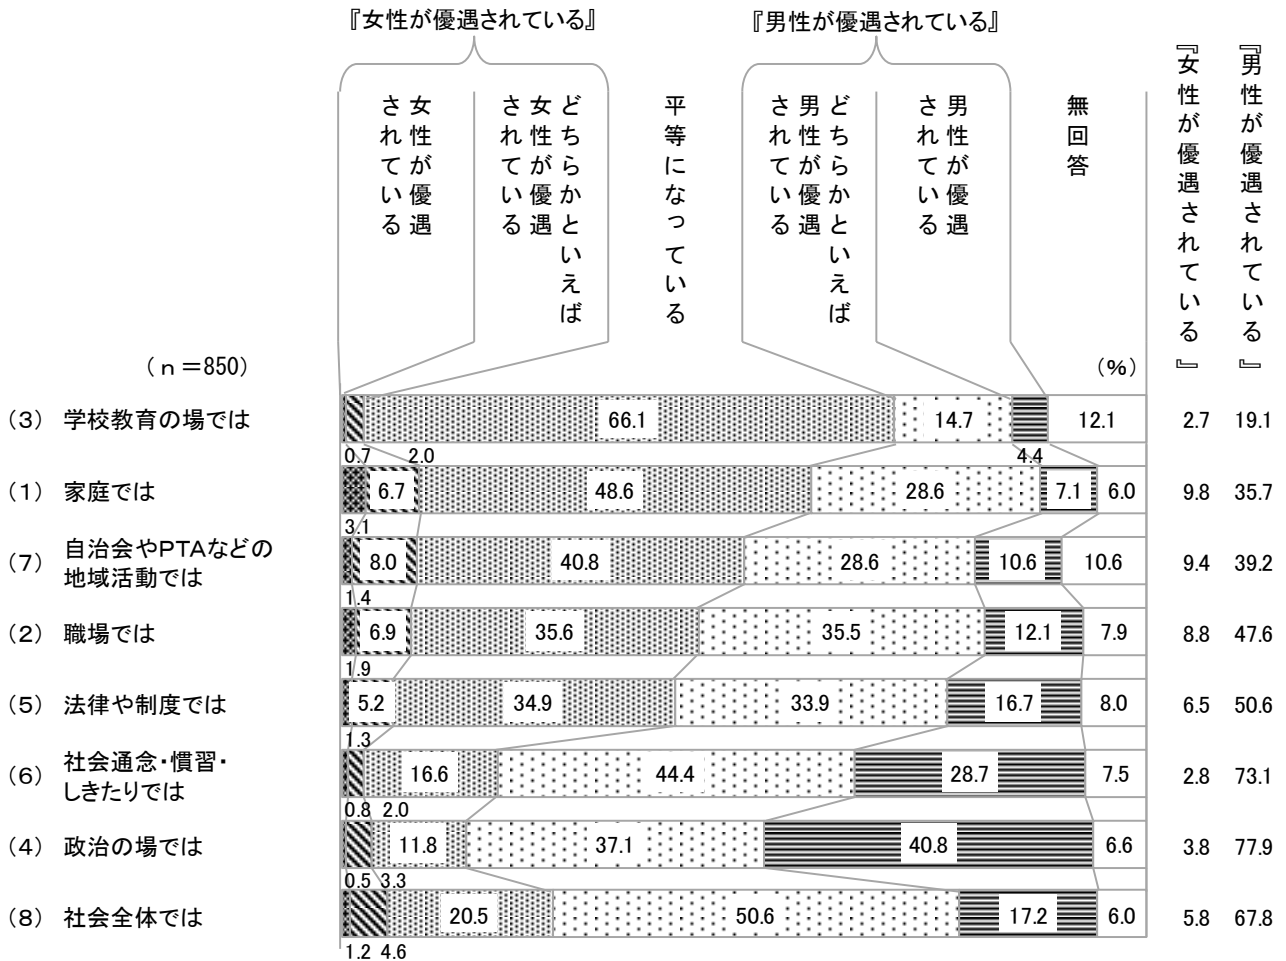 『女性が優遇されている』
『男性が優遇されている』
女性が優遇
されている
どちらかといえば
女性が優遇
されている
平等になっている
どちらかといえば
男性が優遇
されている
男性が優遇
されている
無回答
『女性が優遇されている』
『男性が優遇されている』
(ｎ＝850)
(％)
(3) 学校教育の場では
66.1 14.7 12.1 2.7 19.1
0.7 2.0 4.4
(1) 家庭では
6.7 48.6 28.6 7.1 6.0 9.8 35.7
3.1
(7) 自治会やＰＴＡなどの
地域活動では
8.0 40.8 28.6 10.6 10.6 9.4 39.2
1.4
(2) 職場では
6.9 35.6 35.5 12.1 7.9 8.8 47.6
1.9
(5) 法律や制度では
5.2 34.9 33.9 16.7 8.0 6.5 50.6
1.3
(6) 社会通念・慣習・
しきたりでは
16.6 44.4 28.7 7.5 2.8 73.1
0.8 2.0
(4) 政治の場では
11.8 37.1 40.8 6.6 3.8 77.9
0.5 3.3
(8) 社会全体では
20.5 50.6 17.2 6.0 5.8 67.8
1.2 4.6